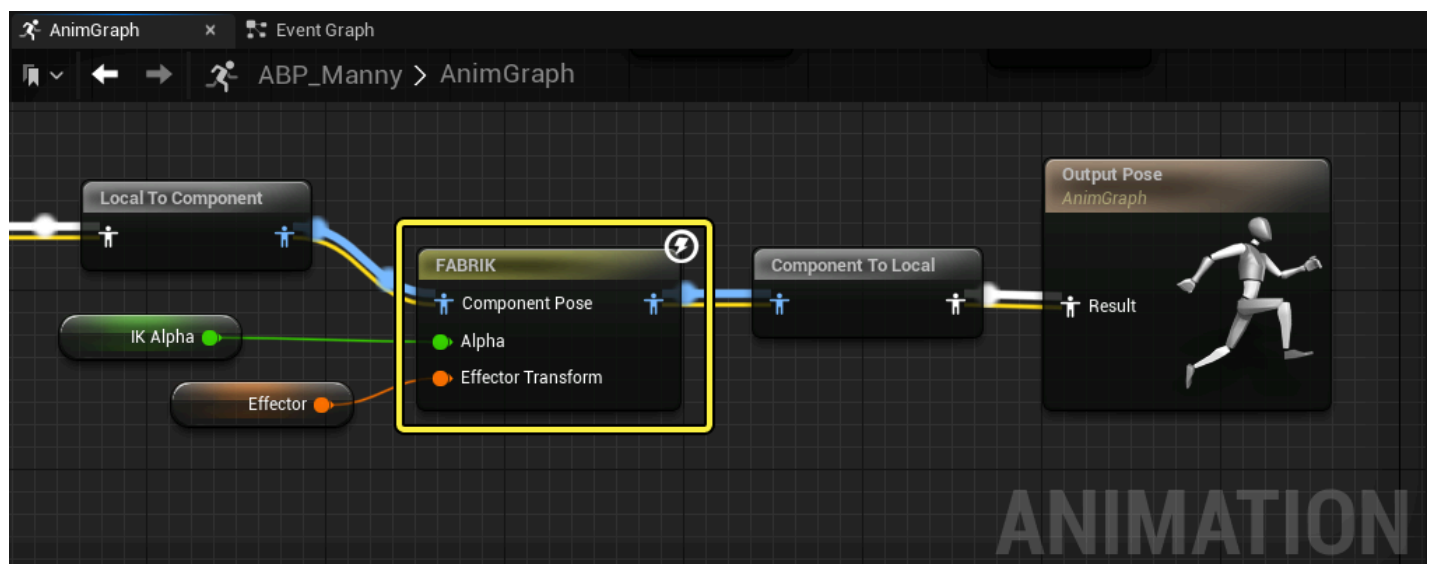 AnimGraph
Event Graph
ABP_Manny > AnimGraph
Local To Component
FABRIK
Component Pose
Alpha
Effector Transform
IK Alpha
Effector
Component To Local
Output Pose
AnimGraph
Result
ANIMATION